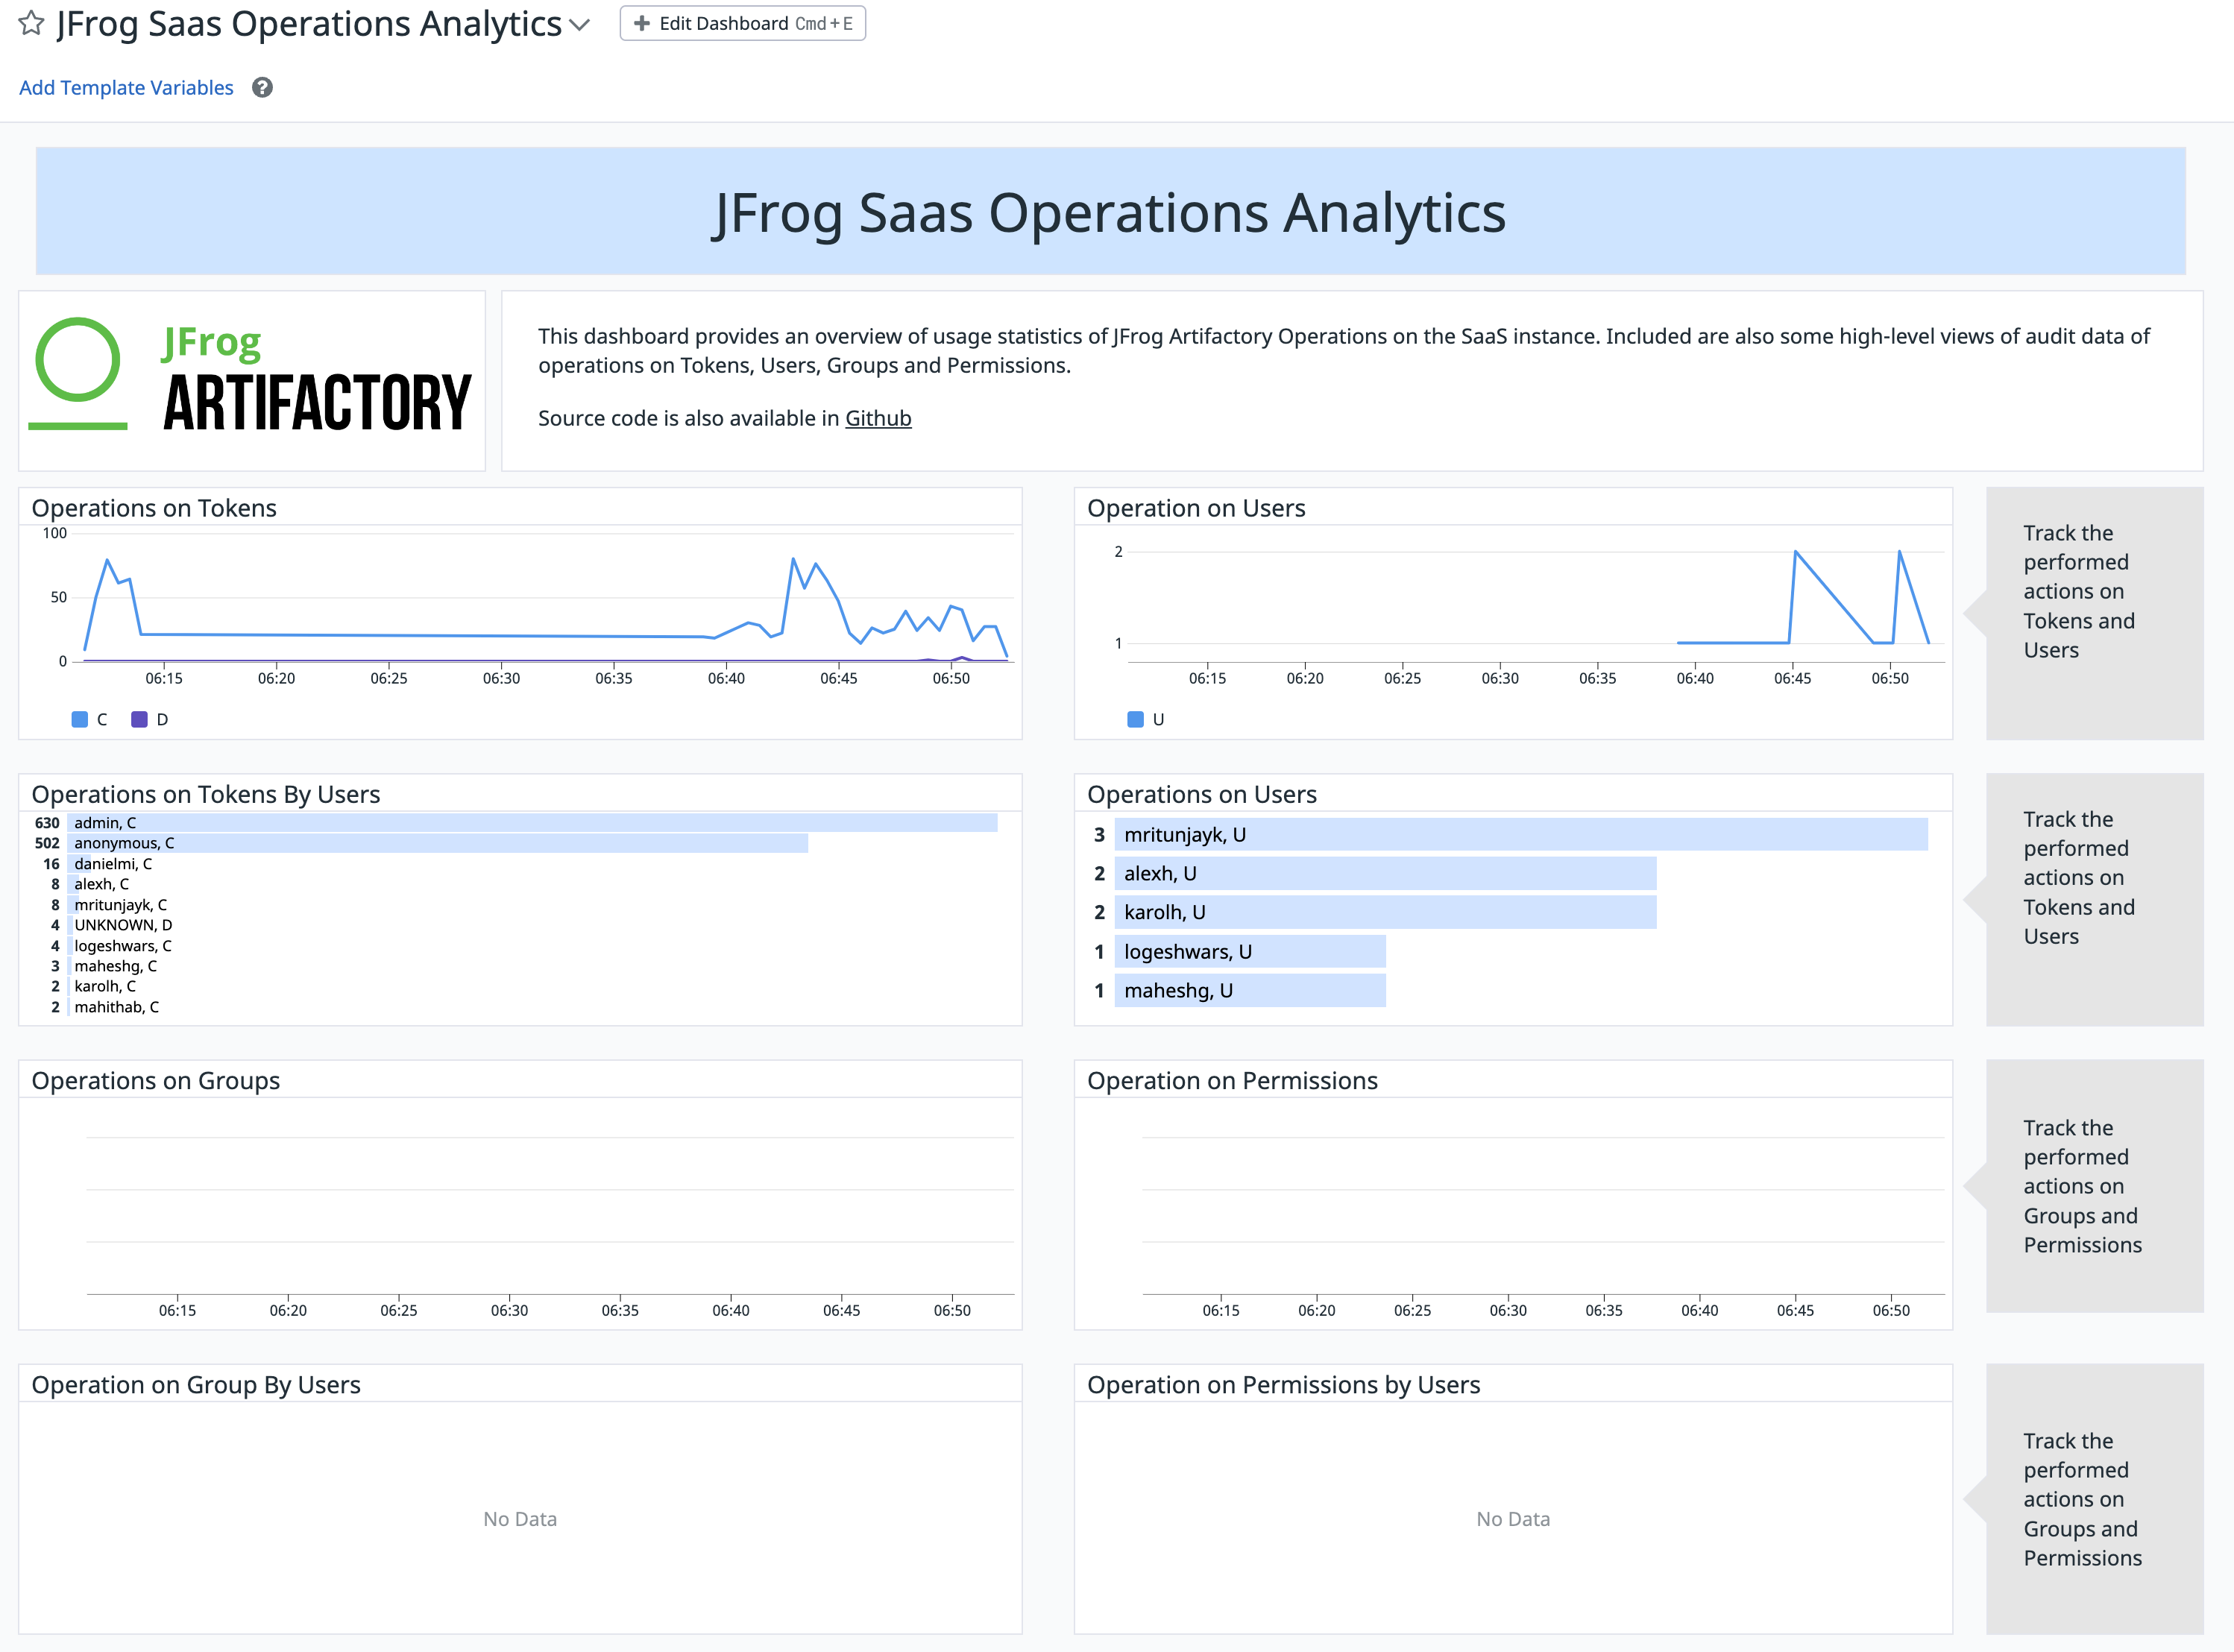 JFrog Saas Operations Analytics
Edit Dashboard Cmd+E
Add Template Variables ?
JFrog Saas Operations Analytics
JFrog
ARTIFACTORY
This dashboard provides an overview of usage statistics of JFrog Artifactory Operations on the SaaS instance. Included are also some high-level views of audit data of
operations on Tokens, Users, Groups and Permissions.
Source code is also available in Github
Operations on Tokens
100
50
0
06:15 06:20 06:25 06:30 06:35 06:40 06:45 06:50
C D
Operation on Users
2
1
06:15 06:20 06:25 06:30 06:35 06:40 06:45 06:50
U
Track the
performed
actions on
Tokens and
Users
Operations on Tokens By Users
630 admin, C
502 anonymous, C
16 danielmi, C
8 alexh, C
8 mritunjayk, C
4 UNKNOWN, D
4 logeshwars, C
3 maheshg, C
2 karolh, C
2 mahithab, C
Operations on Users
3 mritunjayk, U
2 alexh, U
2 karolh, U
1 logeshwars, U
1 maheshg, U
Track the
performed
actions on
Tokens and
Users
Operations on Groups
06:15 06:20 06:25 06:30 06:35 06:40 06:45 06:50
Operation on Permissions
06:15 06:20 06:25 06:30 06:35 06:40 06:45 06:50
Track the
performed
actions on
Groups and
Permissions
Operation on Group By Users
No Data
Operation on Permissions by Users
No Data
Track the
performed
actions on
Groups and
Permissions